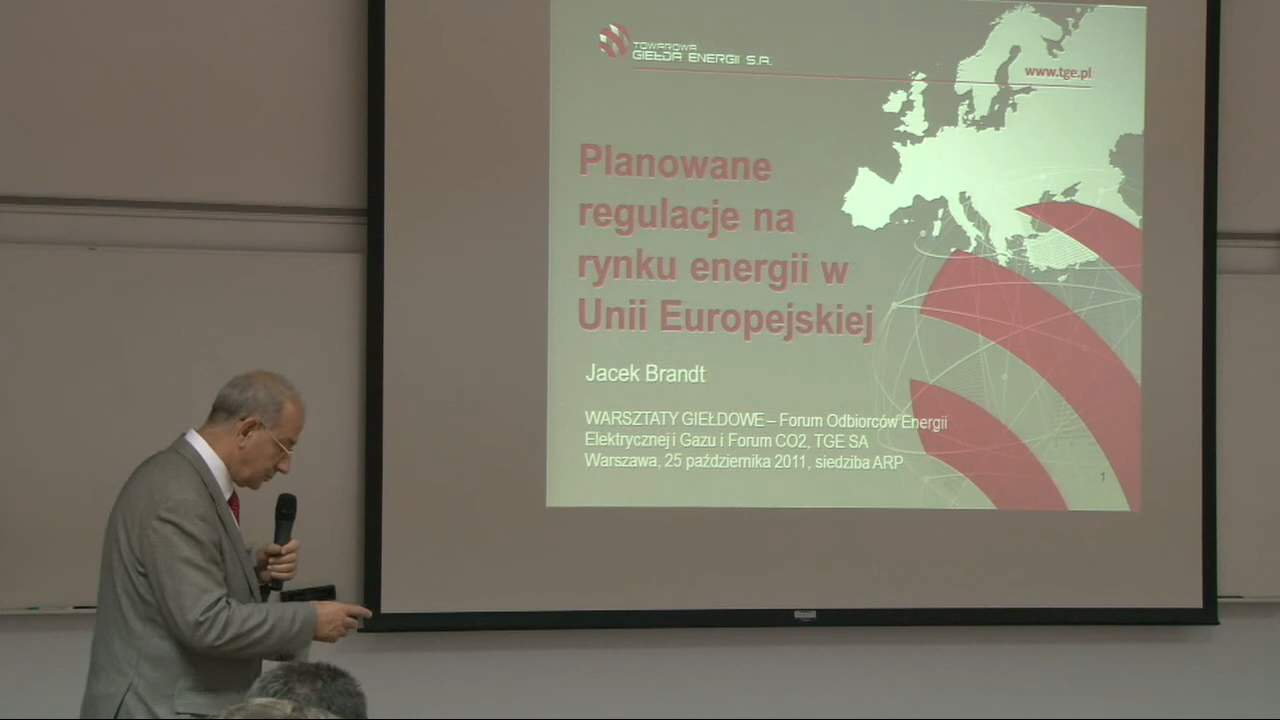 TOWAROWA
GIEŁDA ENERGII S.A.
www.tge.pl
Planowane
regulacje na
rynku energii w
Unii Europejskiej
Jacek Brandt
WARSZTATY GIEŁDOWE – Forum Odbiorców Energii
Elektrycznej i Gazu i Forum CO2, TGE SA
Warszawa, 25 października 2011, siedziba ARP
1